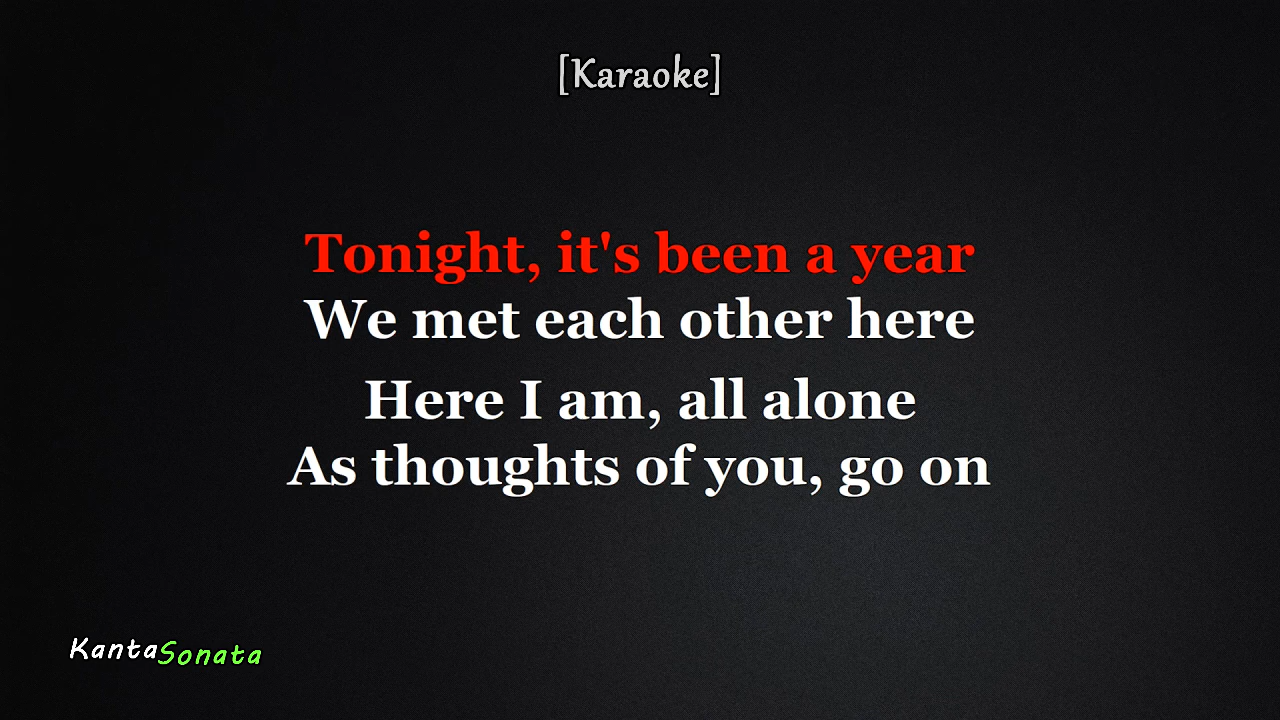 [Karaoke]
Tonight, it's been a year
We met each other here
Here I am, all alone
As thoughts of you, go on
KantaSonata